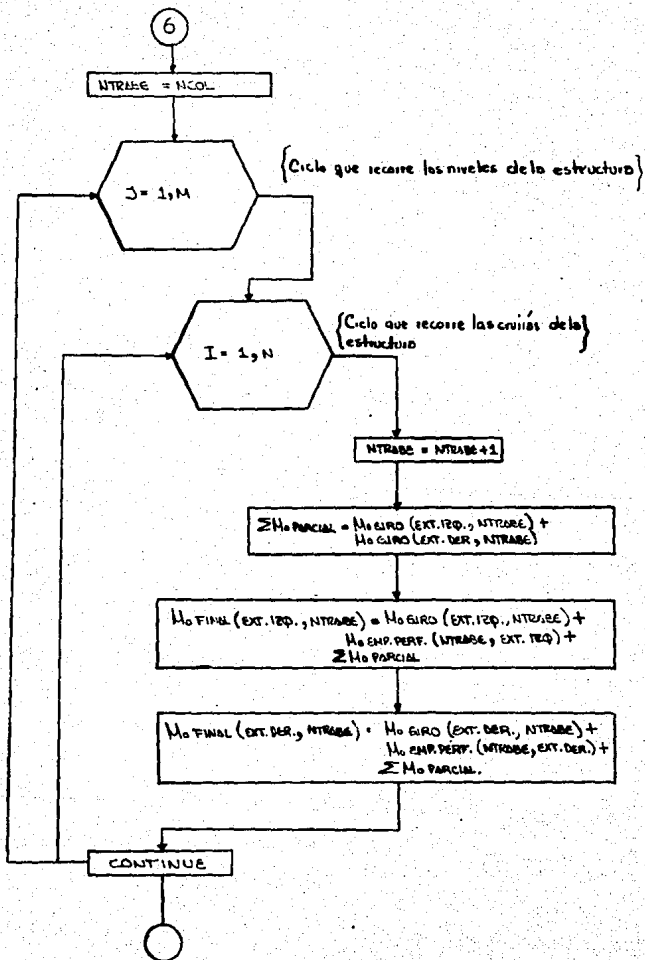 6
NTRABE = NCOL
J = 1, M
{Ciclo que recorre los niveles de la estructura}
I = 1, N
{Ciclo que recorre las crujías de la
estructura}
NTRABE = NTRABE+1
ΣMo PARCIAL = Mo GIRO (EXT. IZQ., NTRABE) +
Mo GIRO (EXT. DER, NTRABE)
Mo FINAL (EXT. IZQ., NTRABE) = Mo GIRO (EXT. IZQ., NTRABE) +
Mo EMP. PERF. (NTRABE, EXT. IZQ) +
ΣMo PARCIAL
Mo FINAL (EXT. DER., NTRABE) = Mo GIRO (EXT. DER., NTRABE) +
Mo EMP. PERF. (NTRABE, EXT. DER.) +
ΣMo PARCIAL.
CONTINUE